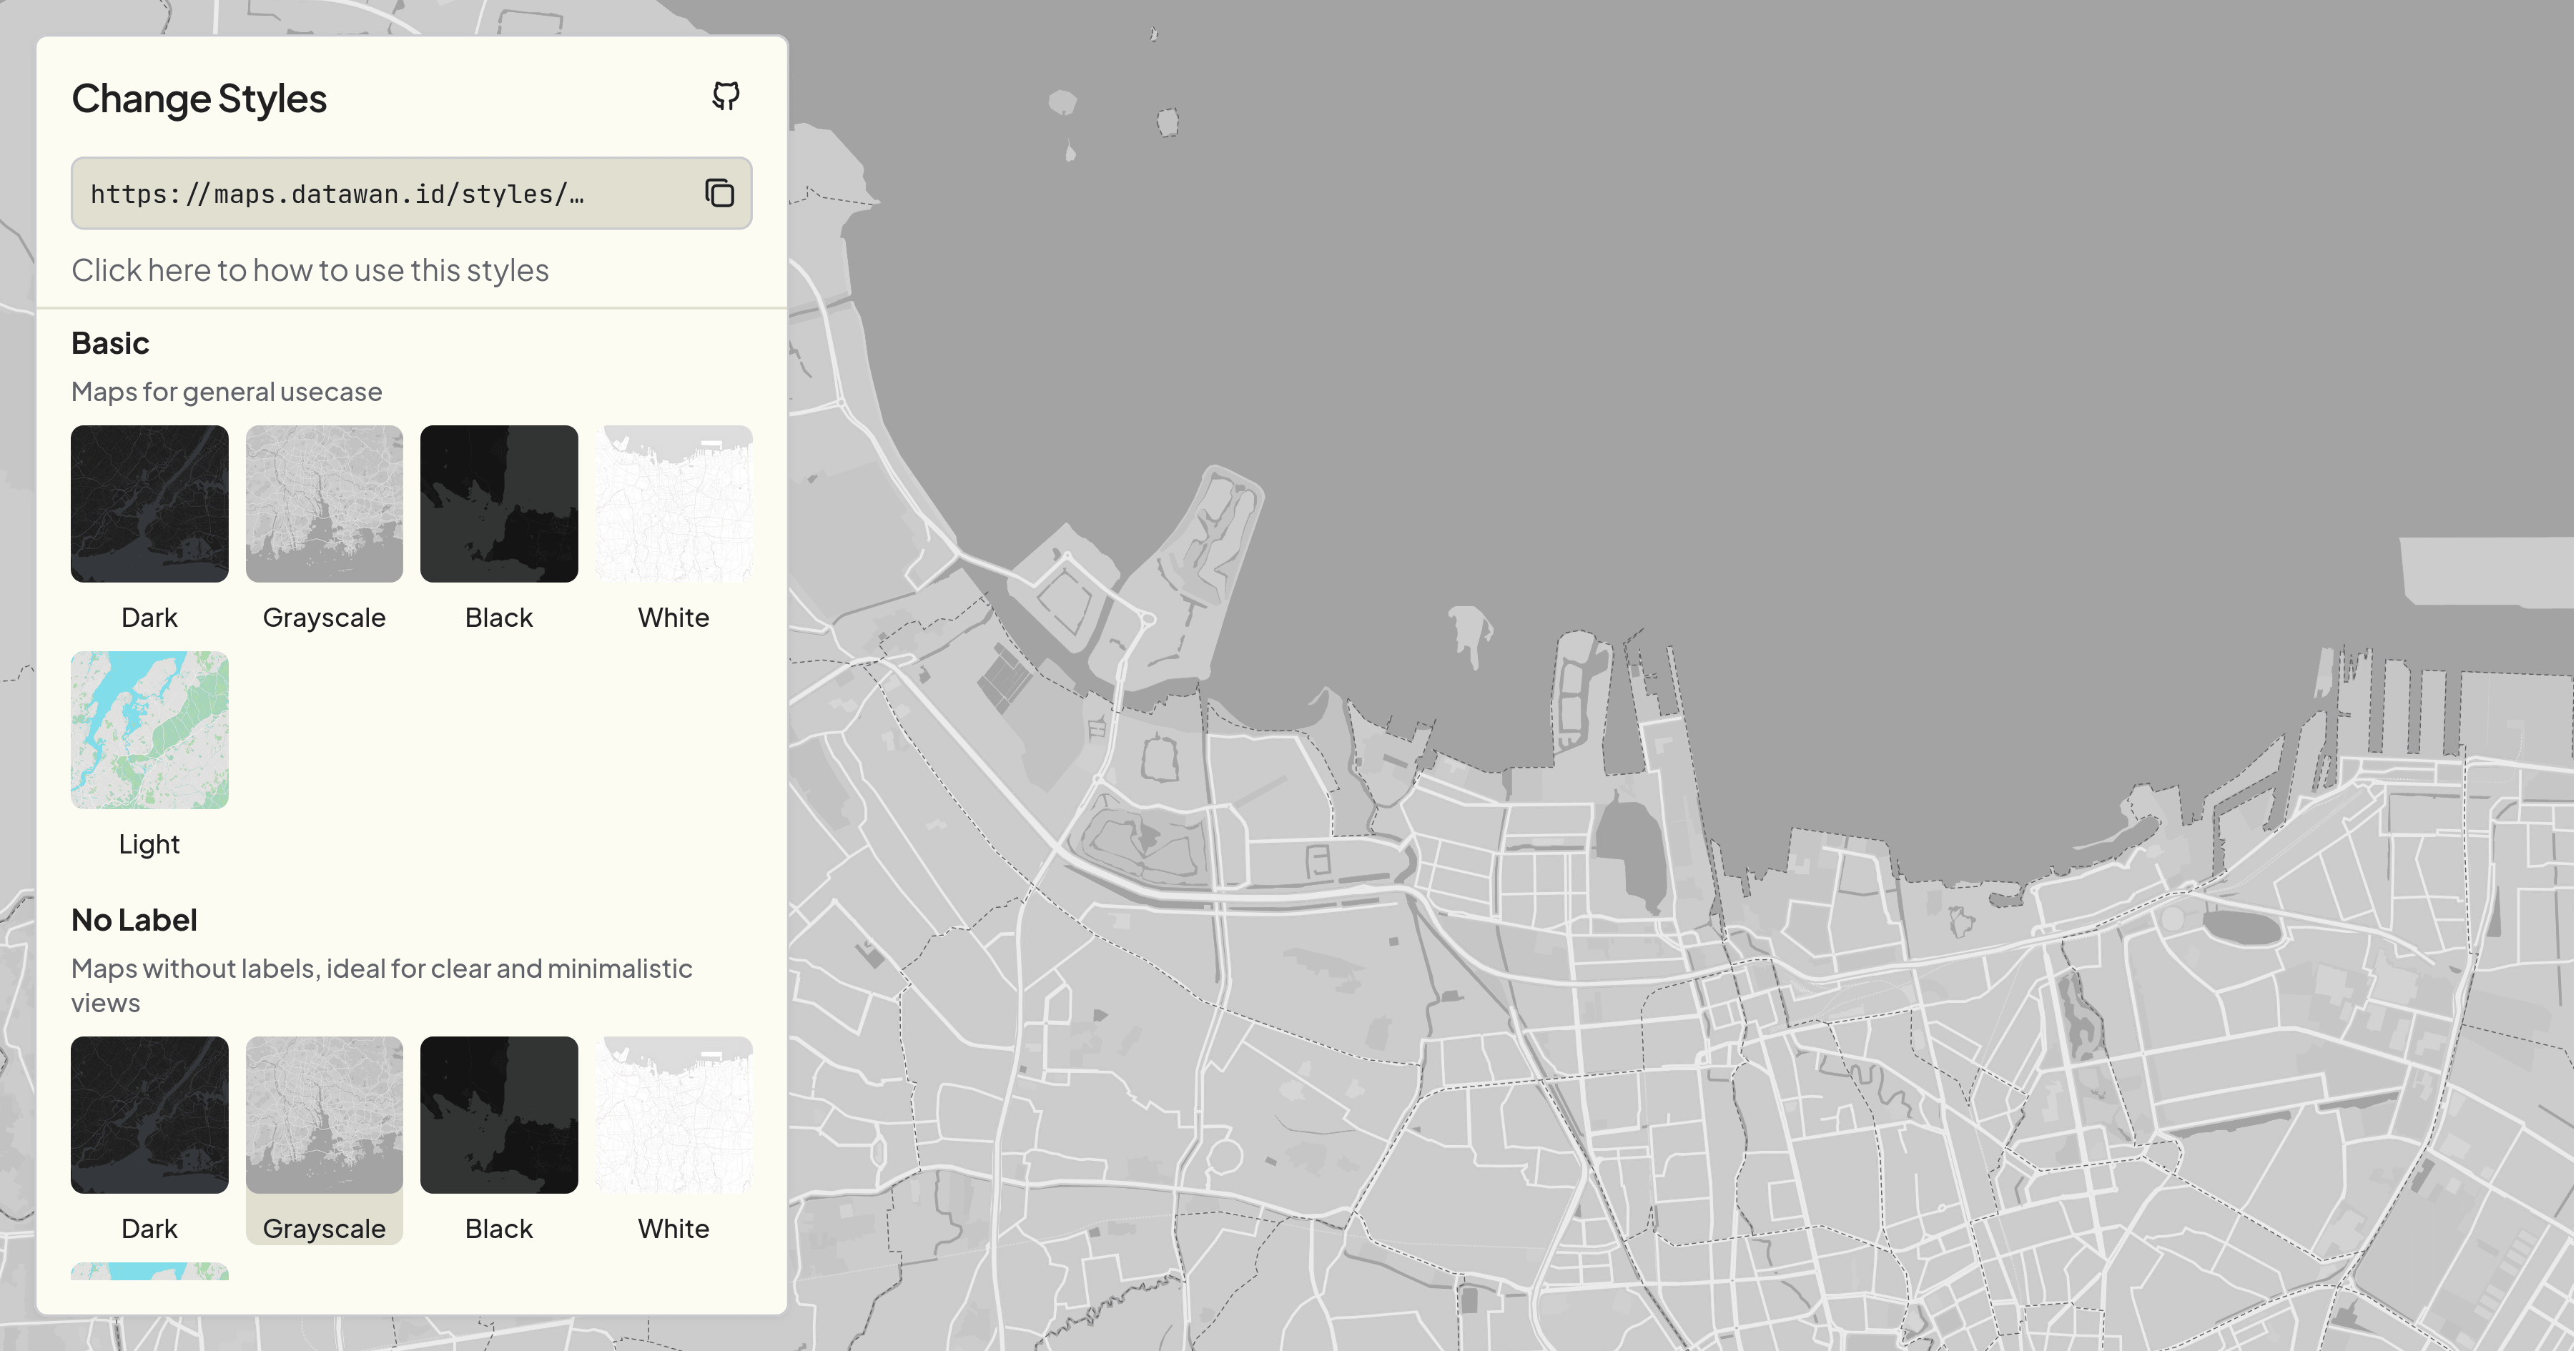 Change Styles
https://maps.datawan.id/styles/…
Click here to how to use this styles
Basic
Maps for general usecase
Dark
Grayscale
Black
White
Light
No Label
Maps without labels, ideal for clear and minimalistic
views
Dark
Grayscale
Black
White